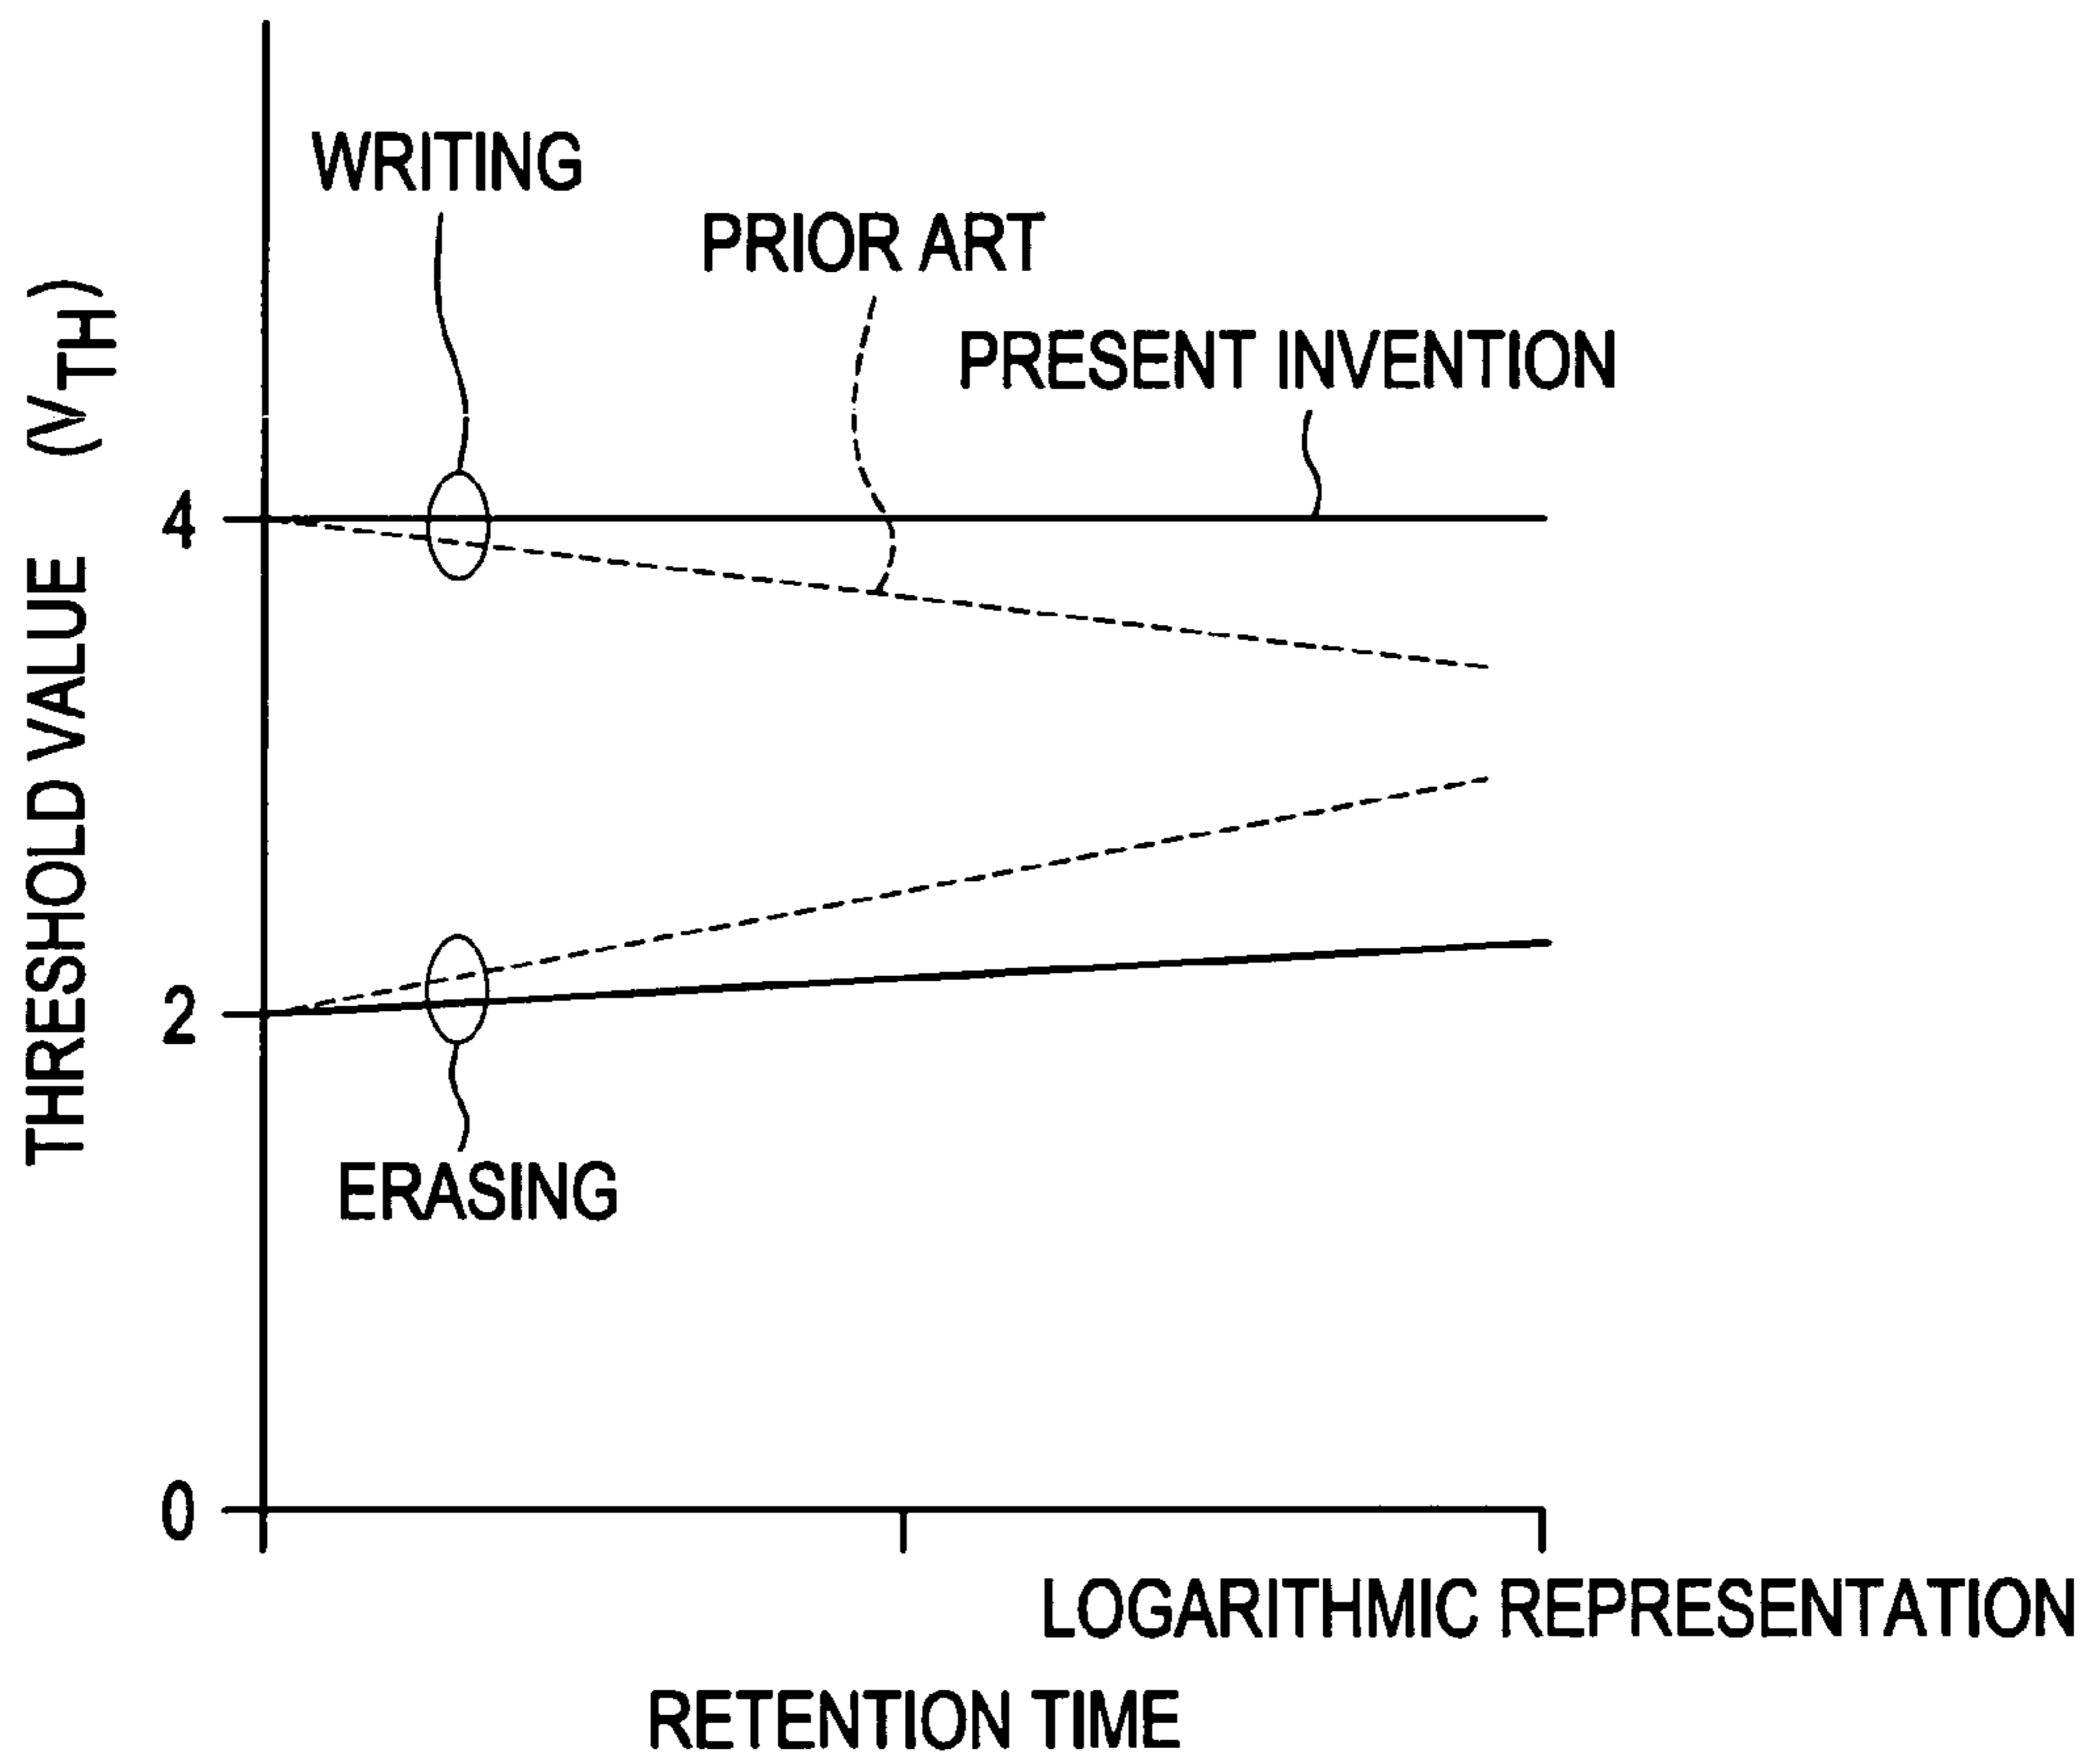 WRITING
PRIOR ART
PRESENT INVENTION
THRESHOLD VALUE (VTH)
4
2
ERASING
0
LOGARITHMIC REPRESENTATION
RETENTION TIME